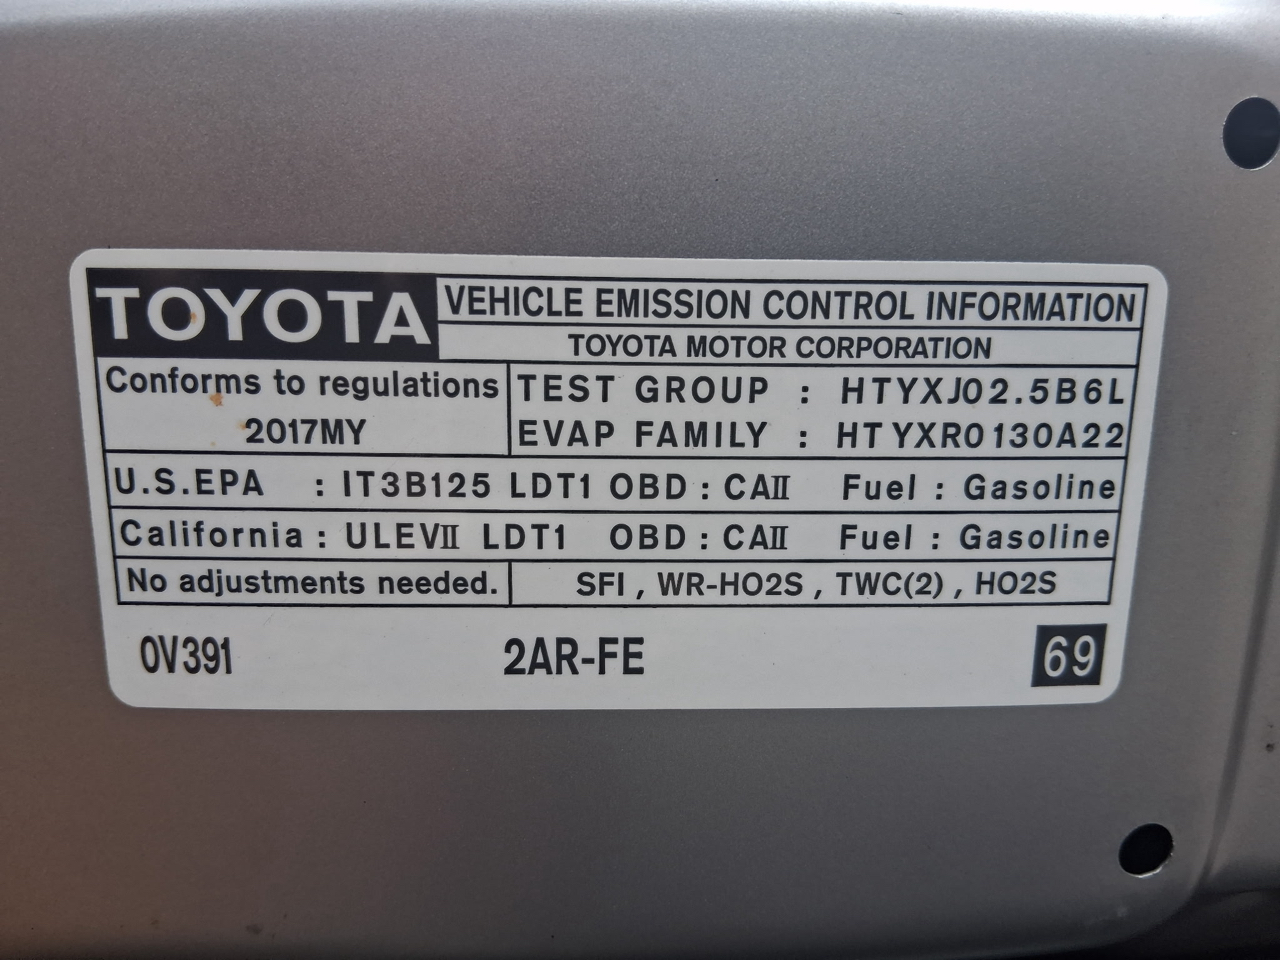 TOYOTA VEHICLE EMISSION CONTROL INFORMATION
TOYOTA MOTOR CORPORATION
Conforms to regulations TEST GROUP : HTYXJ02.5B6L
2017MY EVAP FAMILY : HTYXR0130A22
U.S.EPA : IT3B125 LDT1 OBD : CAⅡ Fuel : Gasoline
California : ULEVⅡ LDT1 OBD : CAⅡ Fuel : Gasoline
No adjustments needed. SFI , WR-HO2S , TWC(2) , HO2S
0V391 2AR-FE 69